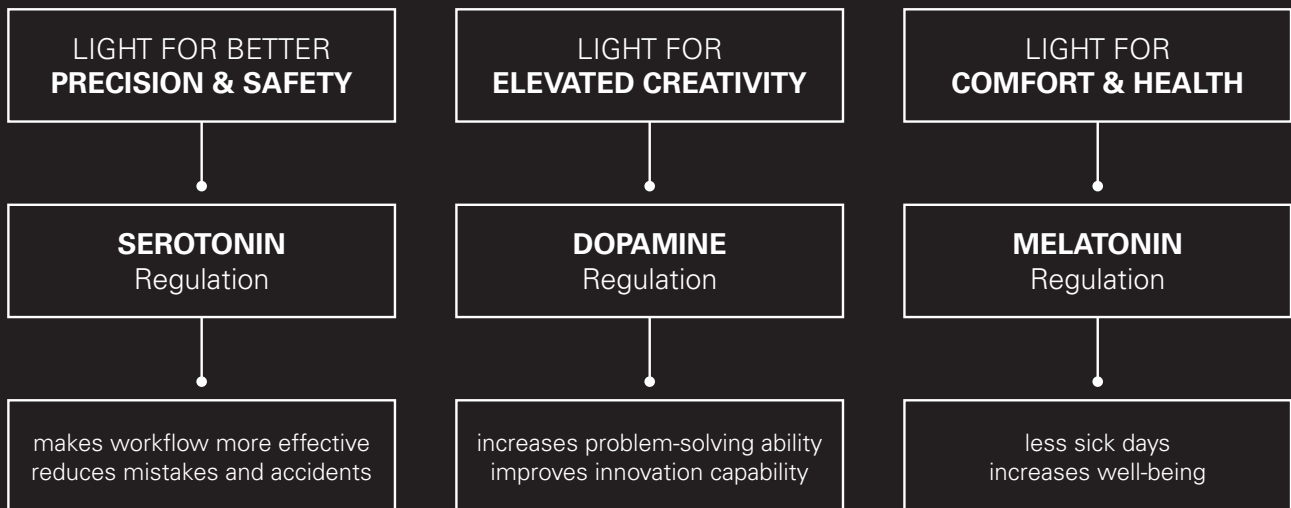 LIGHT FOR BETTER
PRECISION & SAFETY
SEROTONIN
Regulation
makes workflow more effective
reduces mistakes and accidents
LIGHT FOR
ELEVATED CREATIVITY
DOPAMINE
Regulation
increases problem-solving ability
improves innovation capability
LIGHT FOR
COMFORT & HEALTH
MELATONIN
Regulation
less sick days
increases well-being